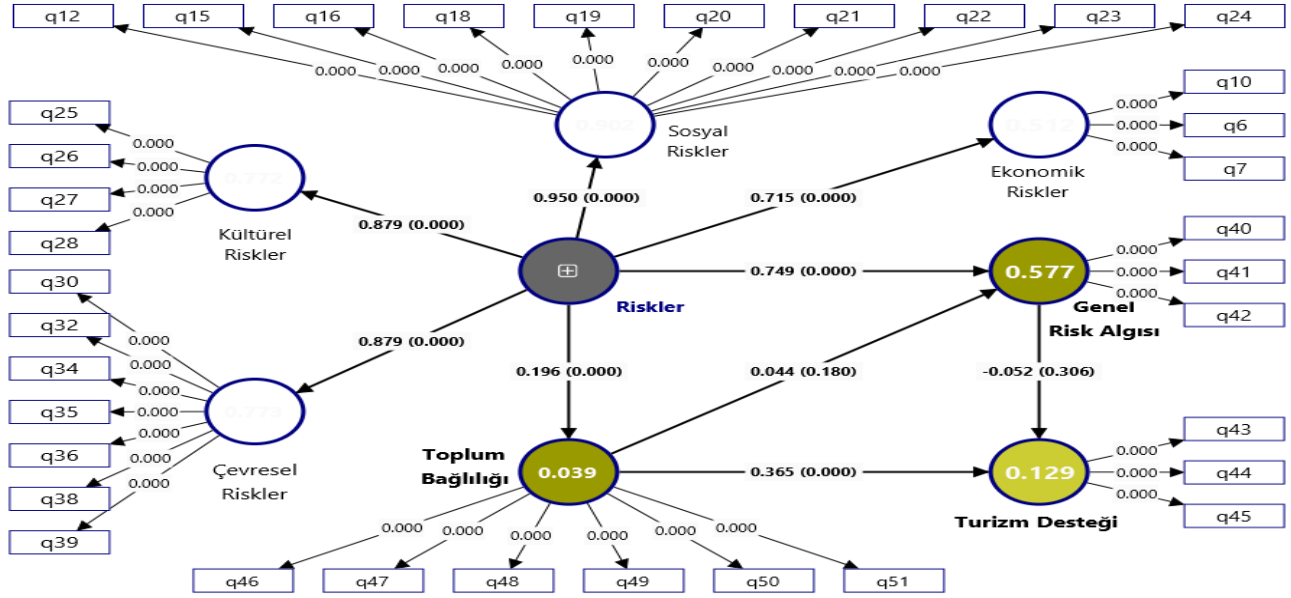 q12 q15 q16 q18 q19 q20 q21 q22 q23 q24
0.000 0.000 0.000 0.000 0.000 0.000 0.000 0.000 0.000 0.000
0.902
Sosyal
Riskler
q25
q26
q27
q28
0.000
0.000
0.000
0.000
0.772
Kültürel
Riskler
q10
q6
q7
0.000
0.000
0.000
0.512
Ekonomik
Riskler
0.950 (0.000)
0.715 (0.000)
0.879 (0.000)
Riskler
0.749 (0.000)
0.577
Genel
Risk Algısı
0.000
0.000
0.000
q40
q41
q42
q30
q32
q34
q35
q36
q38
q39
0.000
0.000
0.000
0.000
0.000
0.000
0.000
0.773
Çevresel
Riskler
0.879 (0.000)
0.196 (0.000)
0.044 (0.180)
-0.052 (0.306)
Toplum
Bağlılığı
0.039
0.365 (0.000)
0.129
Turizm Desteği
0.000
0.000
0.000
q43
q44
q45
0.000 0.000 0.000 0.000 0.000 0.000
q46 q47 q48 q49 q50 q51